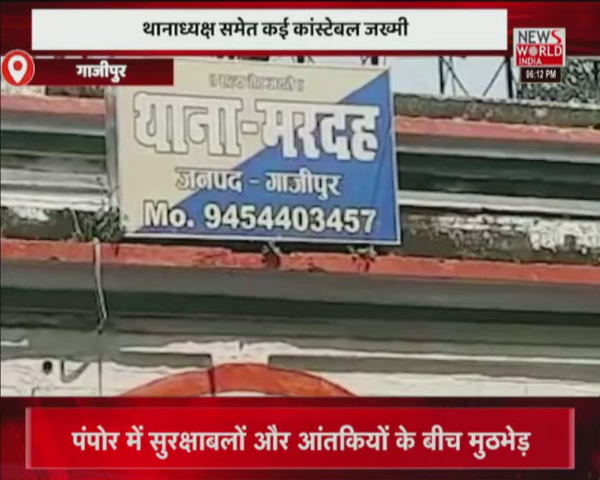 थानाध्यक्ष समेत कई कांस्टेबल जख्मी
NEWS
WORLD
INDIA
06:12 PM
गाजीपुर
थाना-मरदह
जनपद - गाजीपुर
Mo. 9454403457
पंपोर में सुरक्षाबलों और आंतकियों के बीच मुठभेड़